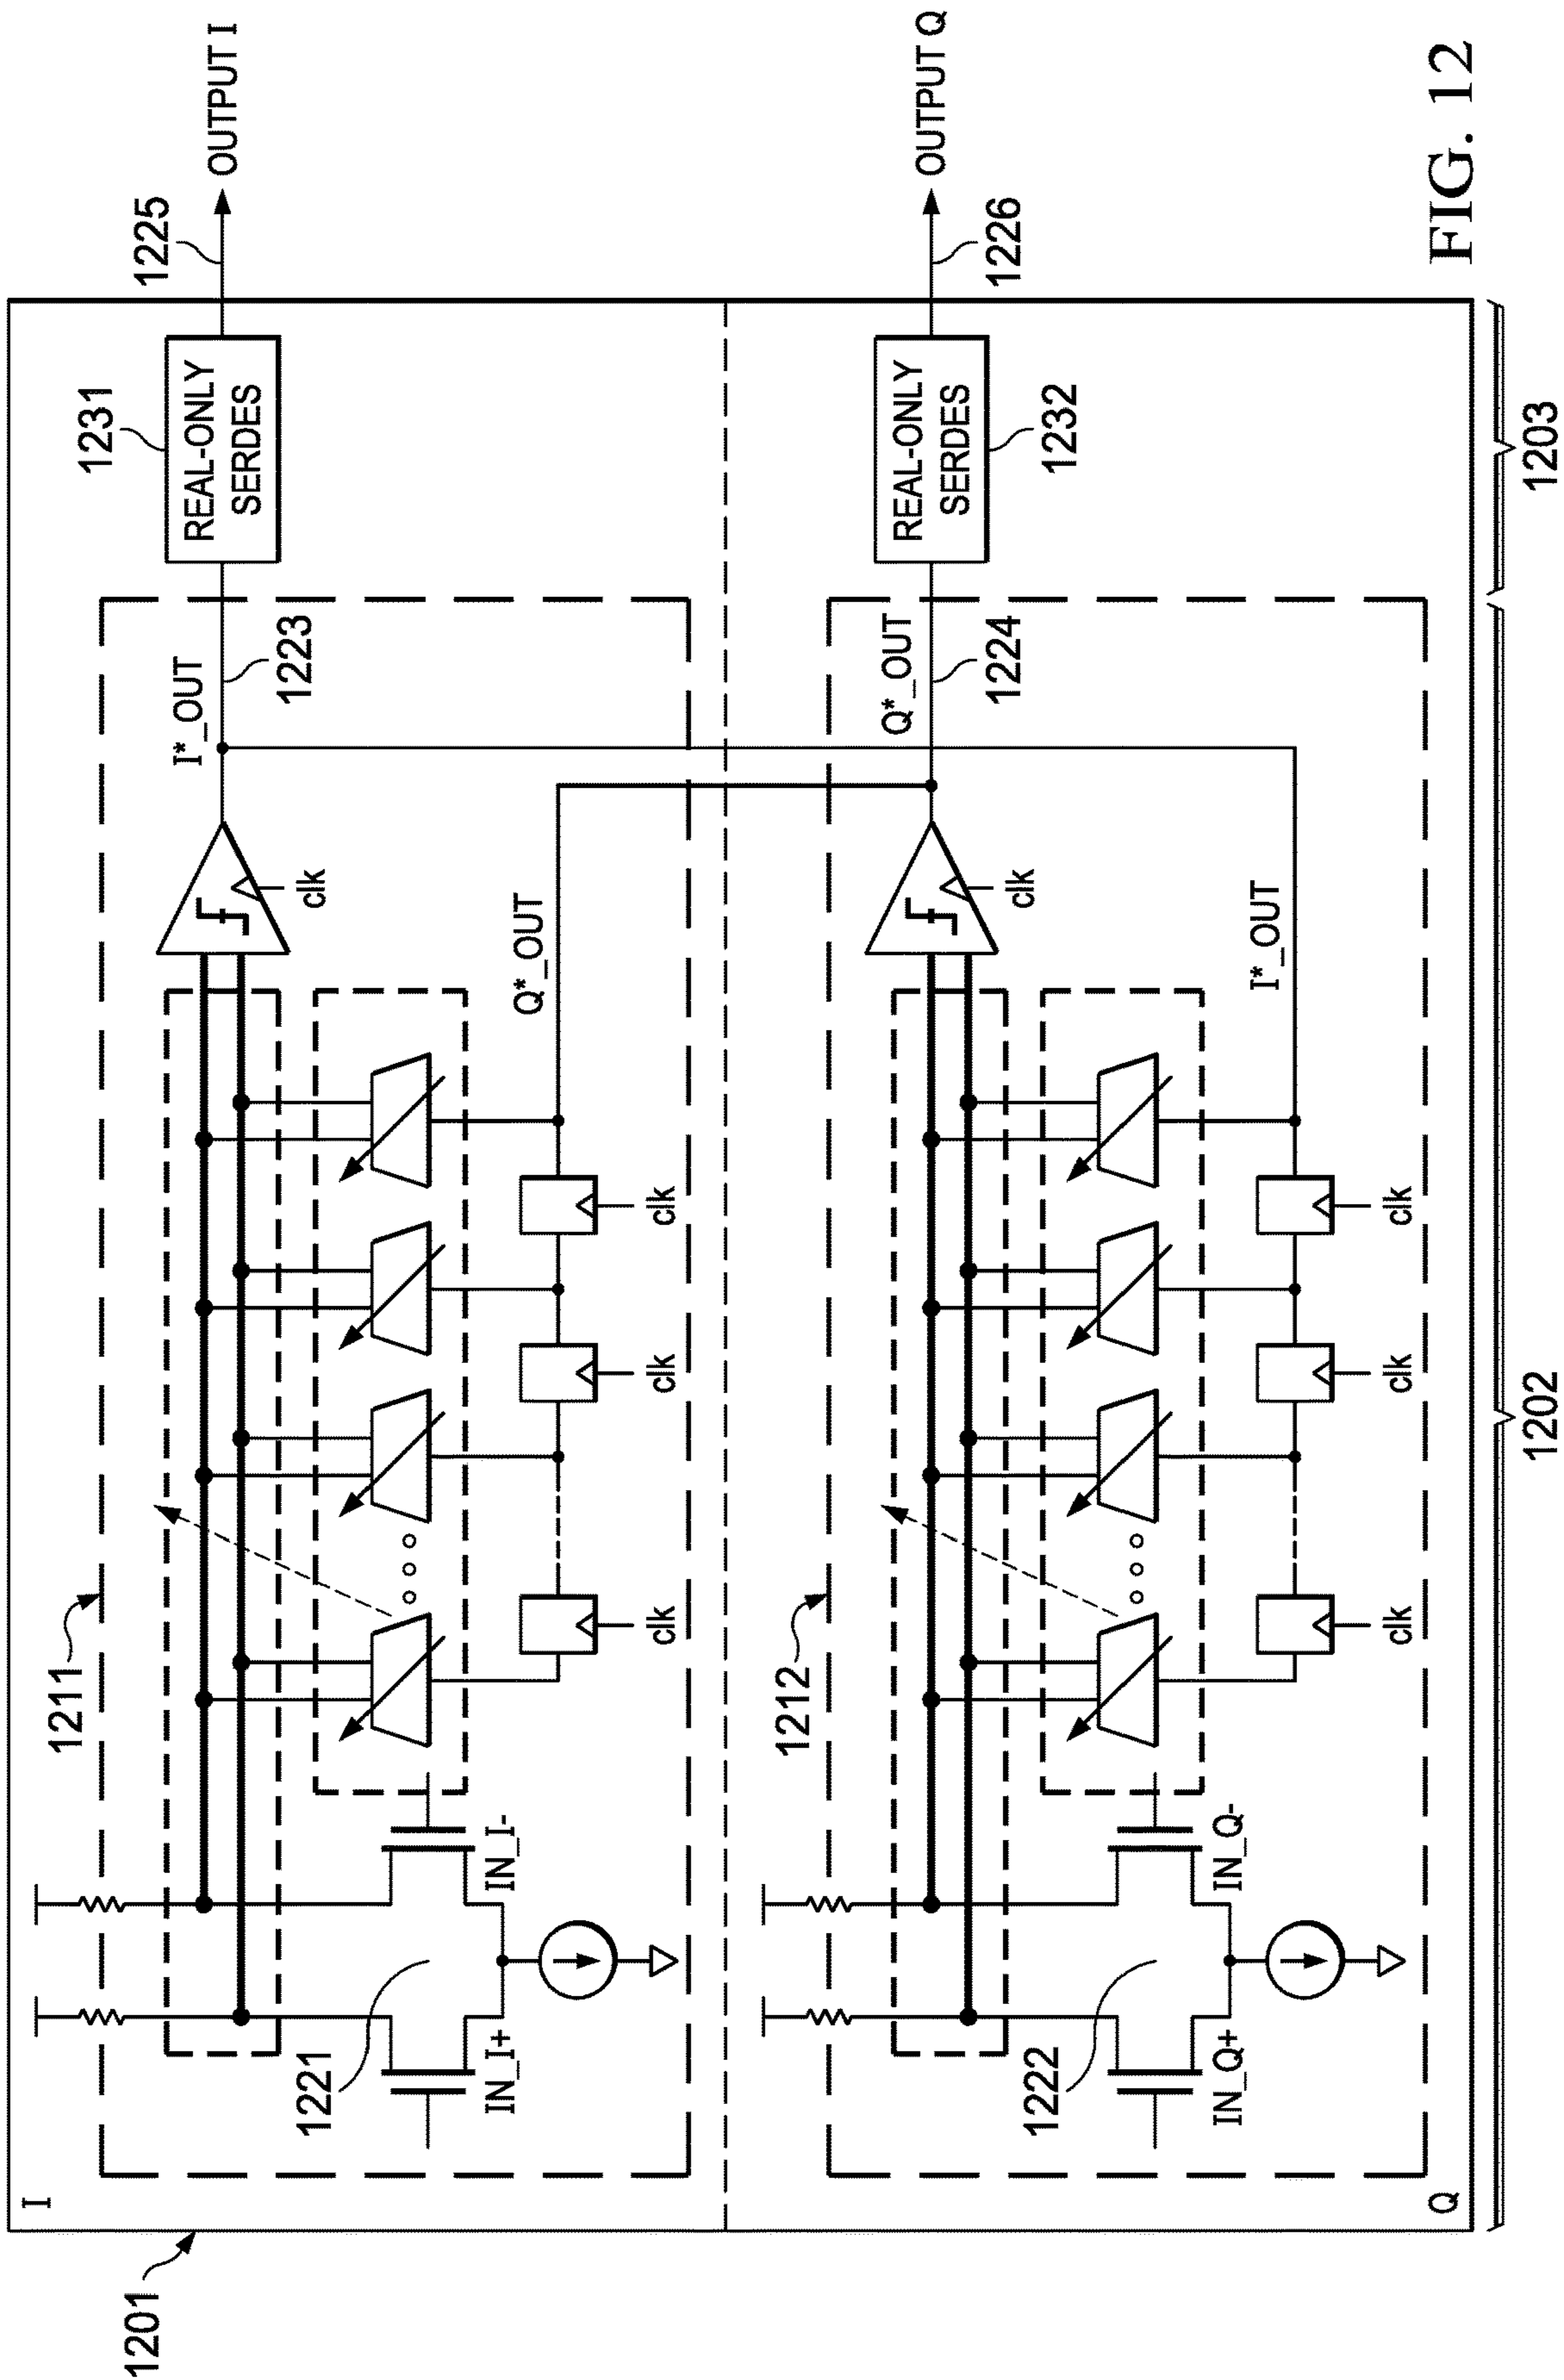 1201
I
1211
1221
IN_I+
IN_I-
clk
clk
clk
clk
Q*_OUT
I*_OUT
1223
1231
REAL-ONLY
SERDES
1225
OUTPUT I
Q
1212
1222
IN_Q+
IN_Q-
clk
clk
clk
clk
I*_OUT
Q*_OUT
1224
1232
REAL-ONLY
SERDES
1226
OUTPUT Q
1202
1203
FIG. 12